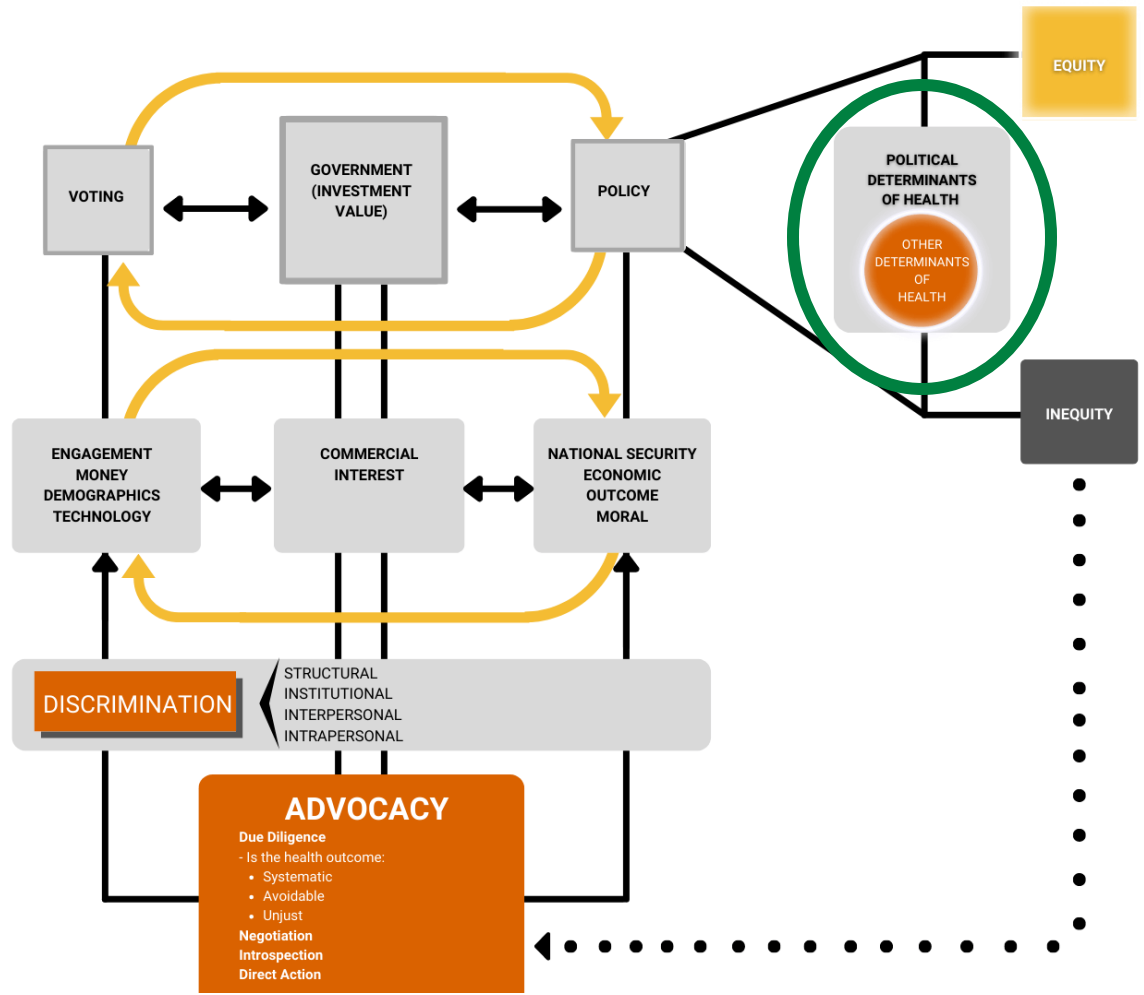 EQUITY
VOTING
GOVERNMENT
(INVESTMENT
VALUE)
POLICY
POLITICAL
DETERMINANTS
OF HEALTH
OTHER
DETERMINANTS
OF
HEALTH
INEQUITY
ENGAGEMENT
MONEY
DEMOGRAPHICS
TECHNOLOGY
COMMERCIAL
INTEREST
NATIONAL SECURITY
ECONOMIC
OUTCOME
MORAL
DISCRIMINATION
STRUCTURAL
INSTITUTIONAL
INTERPERSONAL
INTRAPERSONAL
ADVOCACY
Due Diligence
- Is the health outcome:
• Systematic
• Avoidable
• Unjust
Negotiation
Introspection
Direct Action